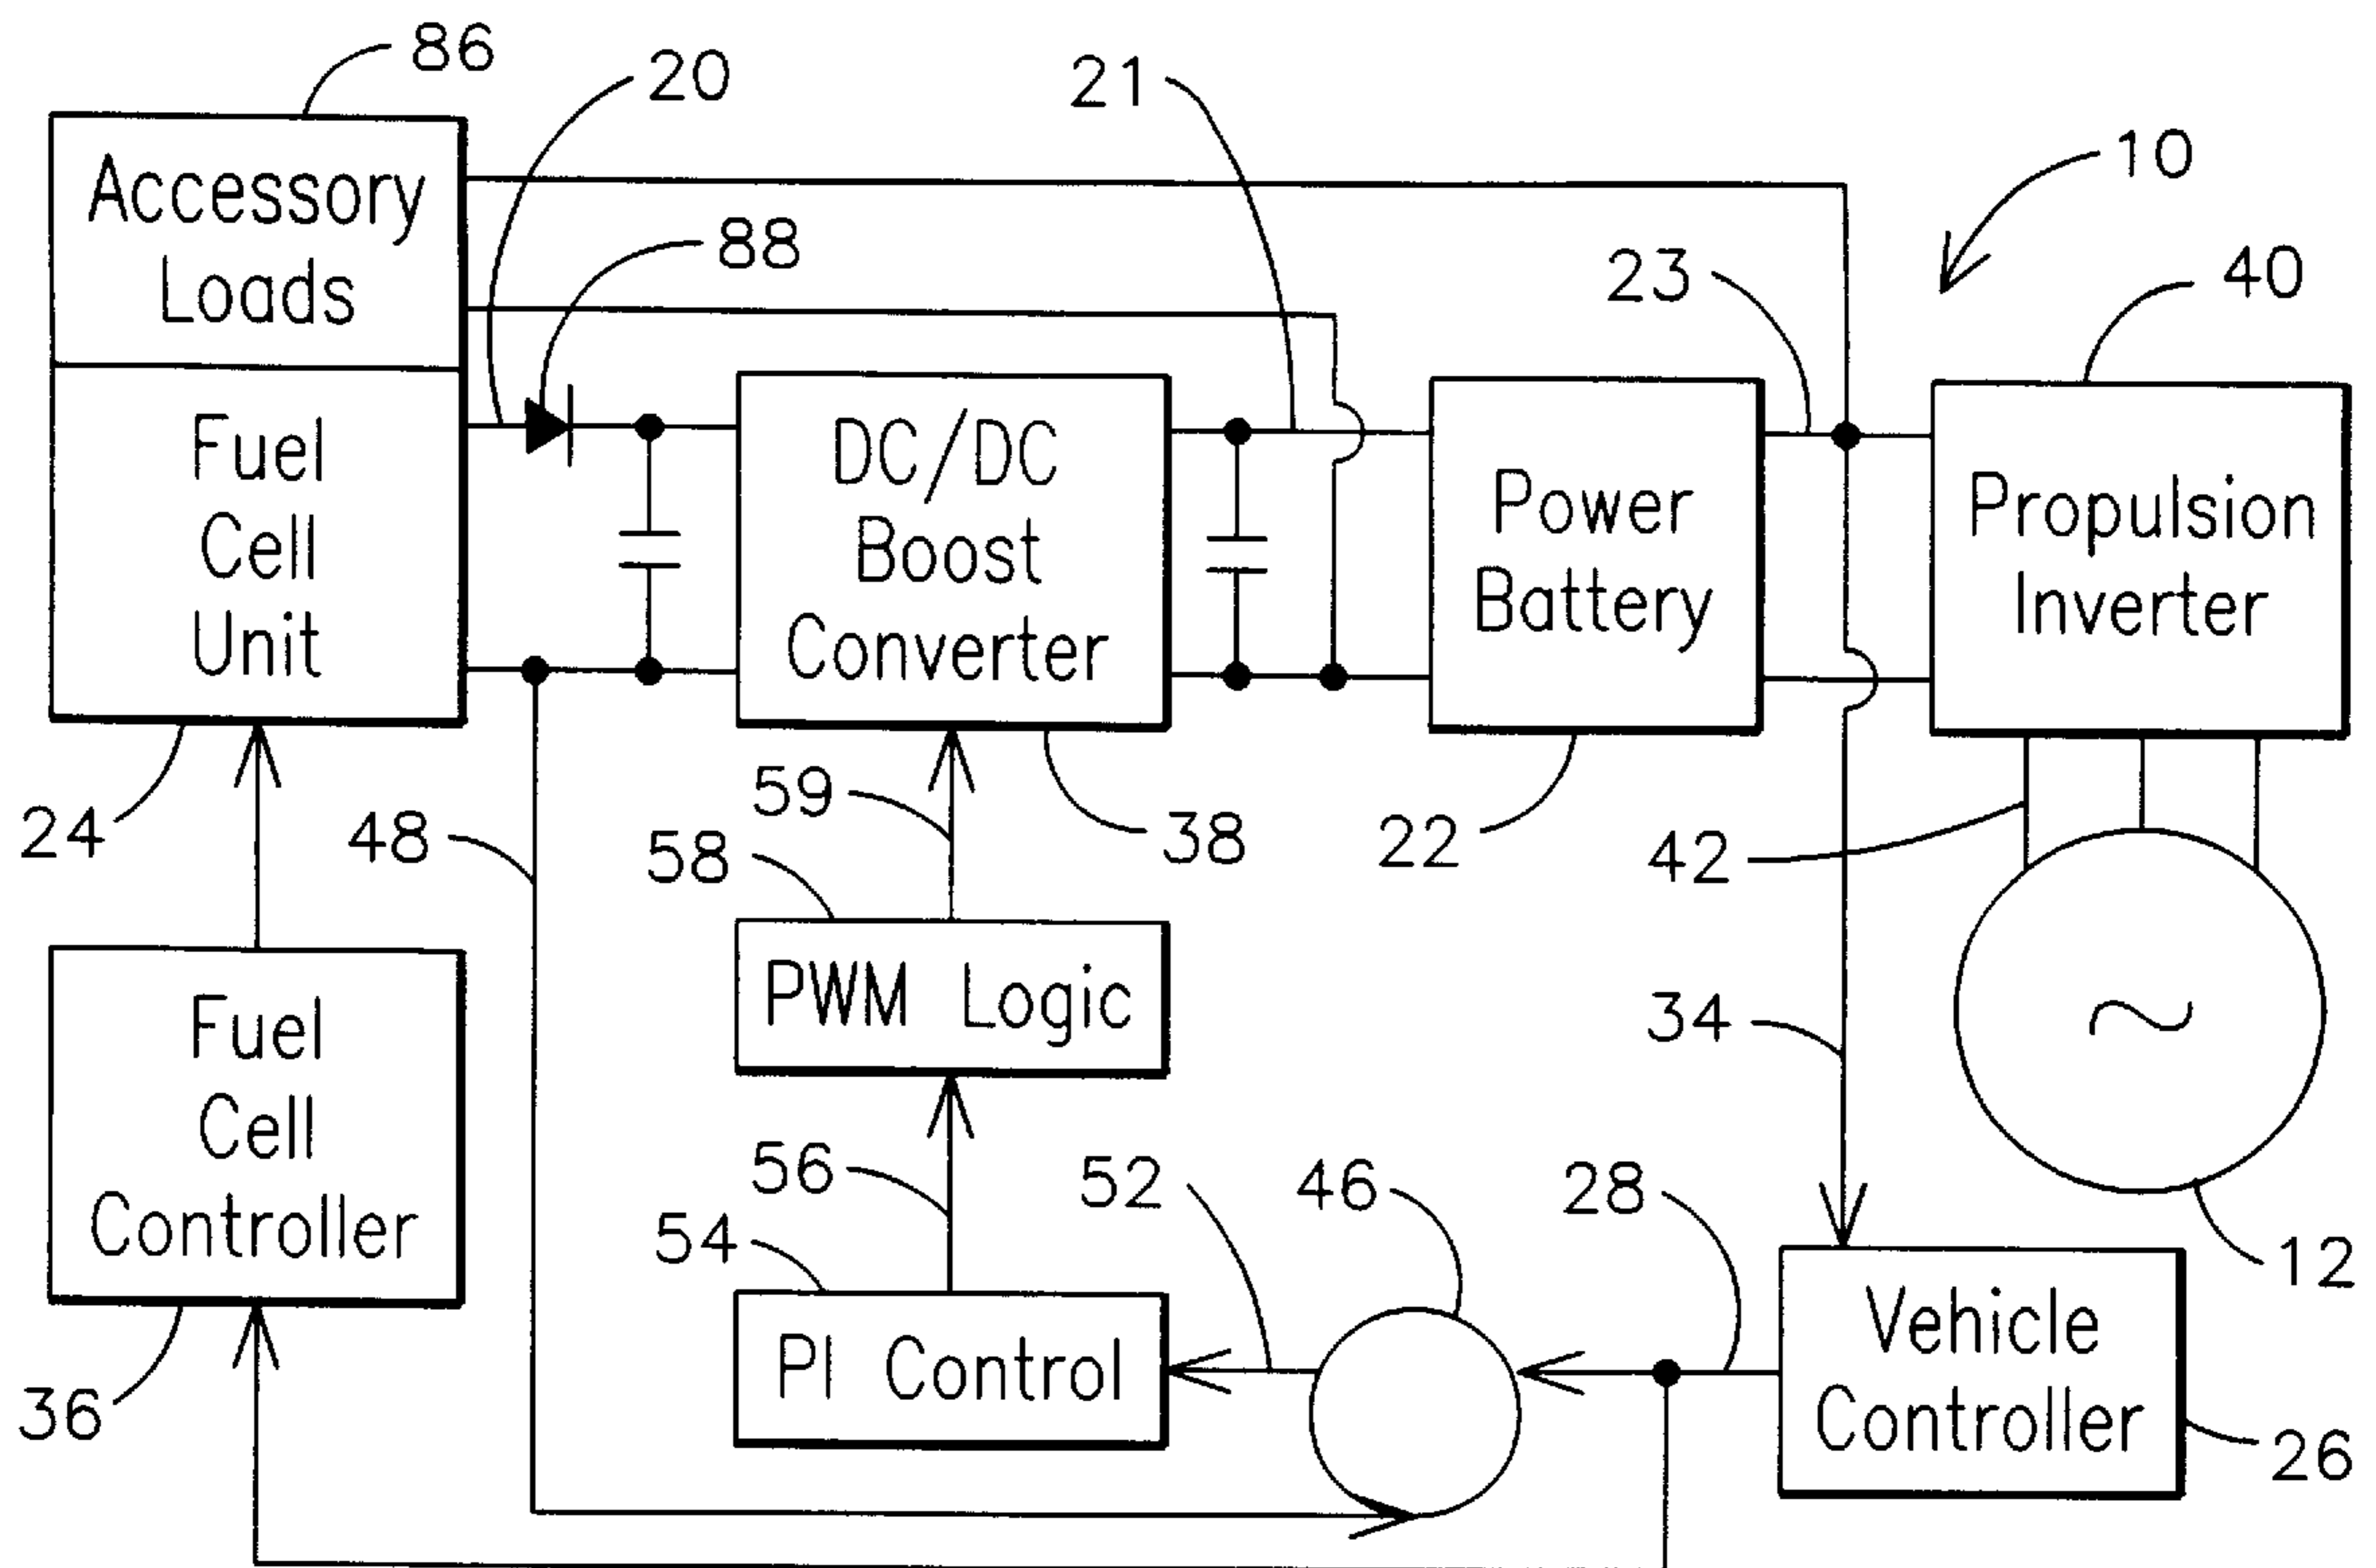 86
20
21
10
Accessory
Loads
88
23
40
Fuel
Cell
Unit
DC/DC
Boost
Converter
Power
Battery
Propulsion
Inverter
24
48
59
58
38
22
42
PWM Logic
34
Fuel
Cell
Controller
56
52
46
28
54
12
PI Control
Vehicle
Controller
36
26
~